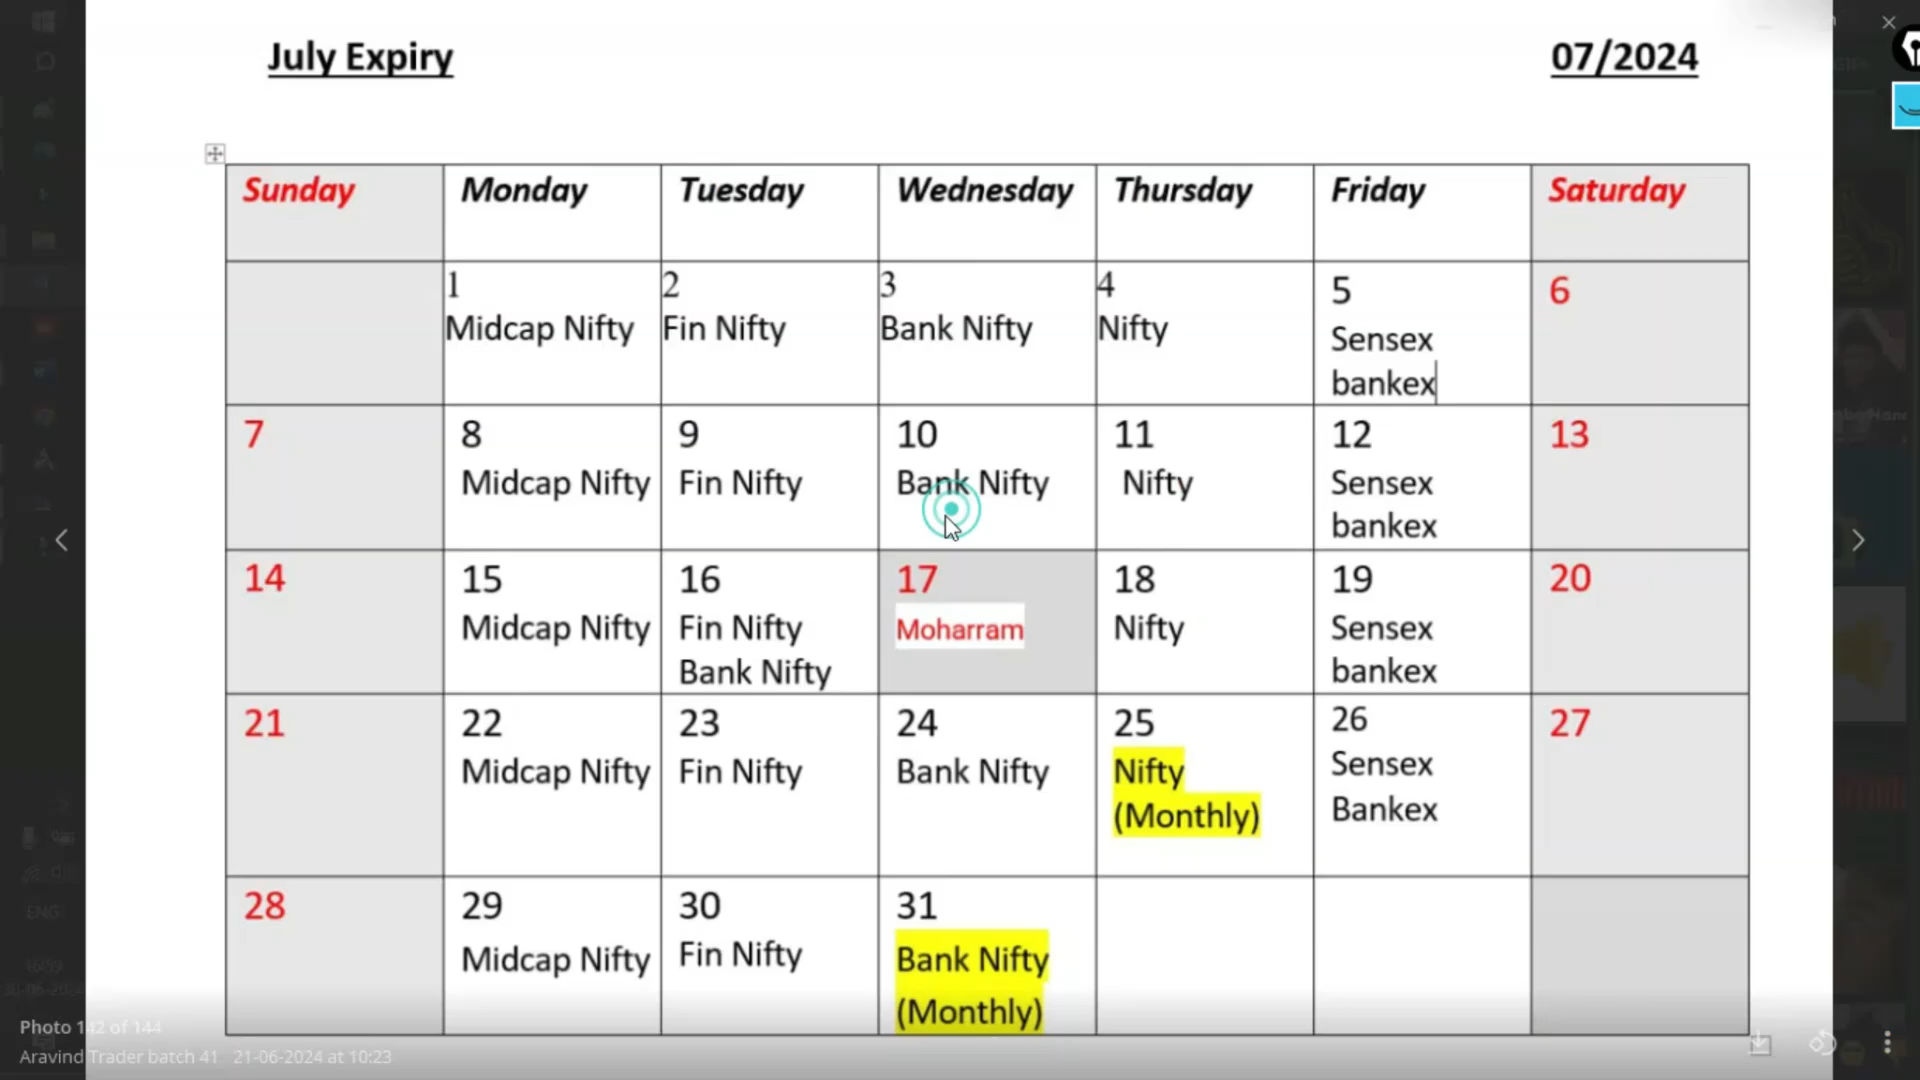 July Expiry 07/2024
Sunday Monday Tuesday Wednesday Thursday Friday Saturday
1 2 3 4 5 6
Midcap Nifty Fin Nifty Bank Nifty Nifty Sensex
bankex
7 8 9 10 11 12 13
Midcap Nifty Fin Nifty Bank Nifty Nifty Sensex
bankex
14 15 16 17 18 19 20
Midcap Nifty Fin Nifty Moharram Nifty Sensex
Bank Nifty bankex
21 22 23 24 25 26 27
Midcap Nifty Fin Nifty Bank Nifty Nifty Sensex
(Monthly) Bankex
28 29 30 31
Midcap Nifty Fin Nifty Bank Nifty
(Monthly)
ENG
Photo 142 of 144
Aravind Trader batch 41 21-06-2024 at 10:23